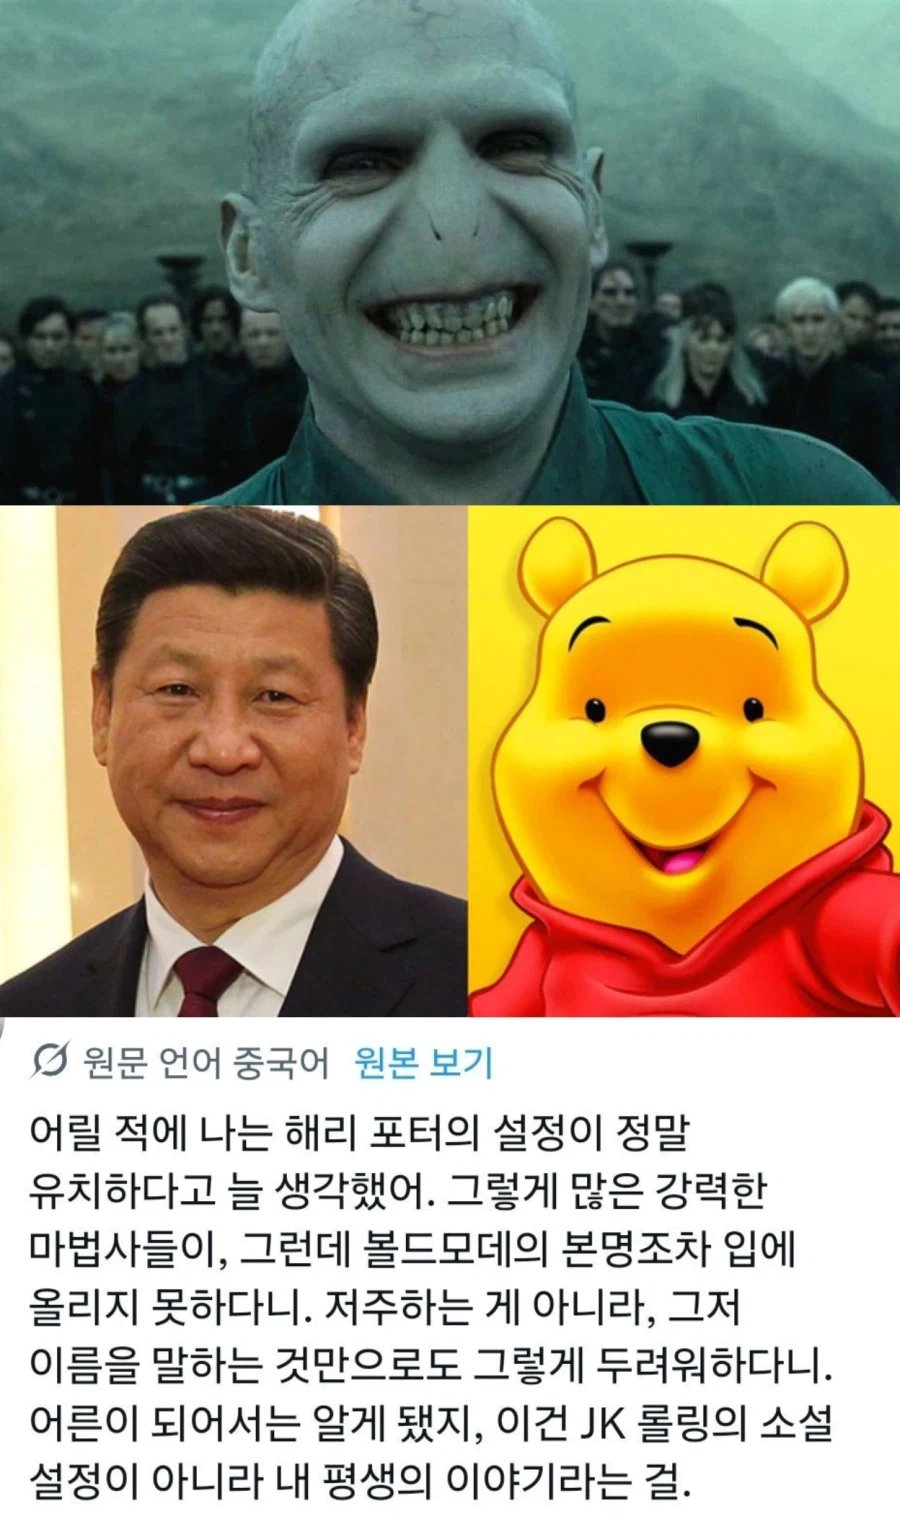 원문 언어 중국어 원본 보기
어릴 적에 나는 해리 포터의 설정이 정말
유치하다고 늘 생각했어. 그렇게 많은 강력한
마법사들이, 그런데 볼드모데의 본명조차 입에
올리지 못하다니. 저주하는 게 아니라, 그저
이름을 말하는 것만으로도 그렇게 두려워하다니.
어른이 되어서는 알게 됐지, 이건 JK 롤링의 소설
설정이 아니라 내 평생의 이야기라는 걸.